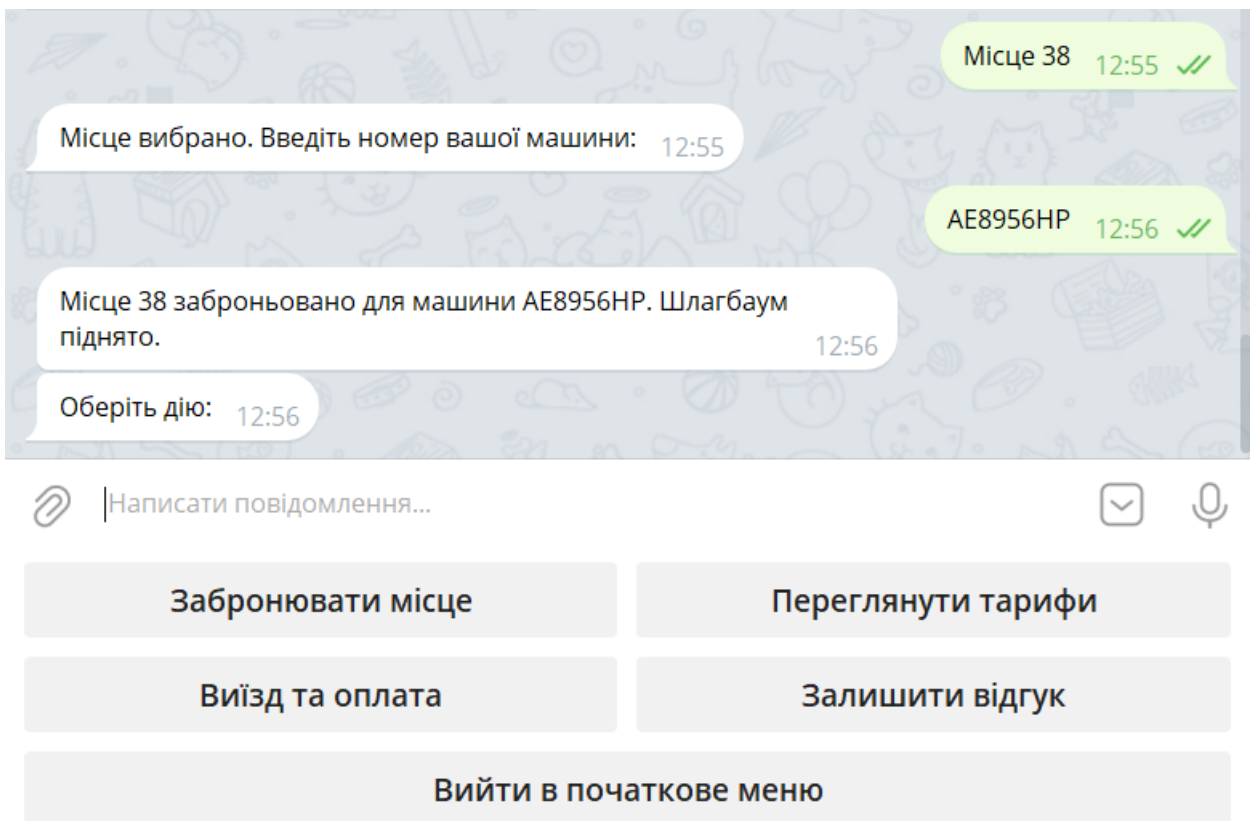 Місце 38 12:55
Місце вибрано. Введіть номер вашої машини: 12:55
AE8956HP 12:56
Місце 38 заброньовано для машини AE8956HP. Шлагбаум
піднято. 12:56
Оберіть дію: 12:56
Написати повідомлення...
Забронювати місце Переглянути тарифи
Виїзд та оплата Залишити відгук
Вийти в початкове меню